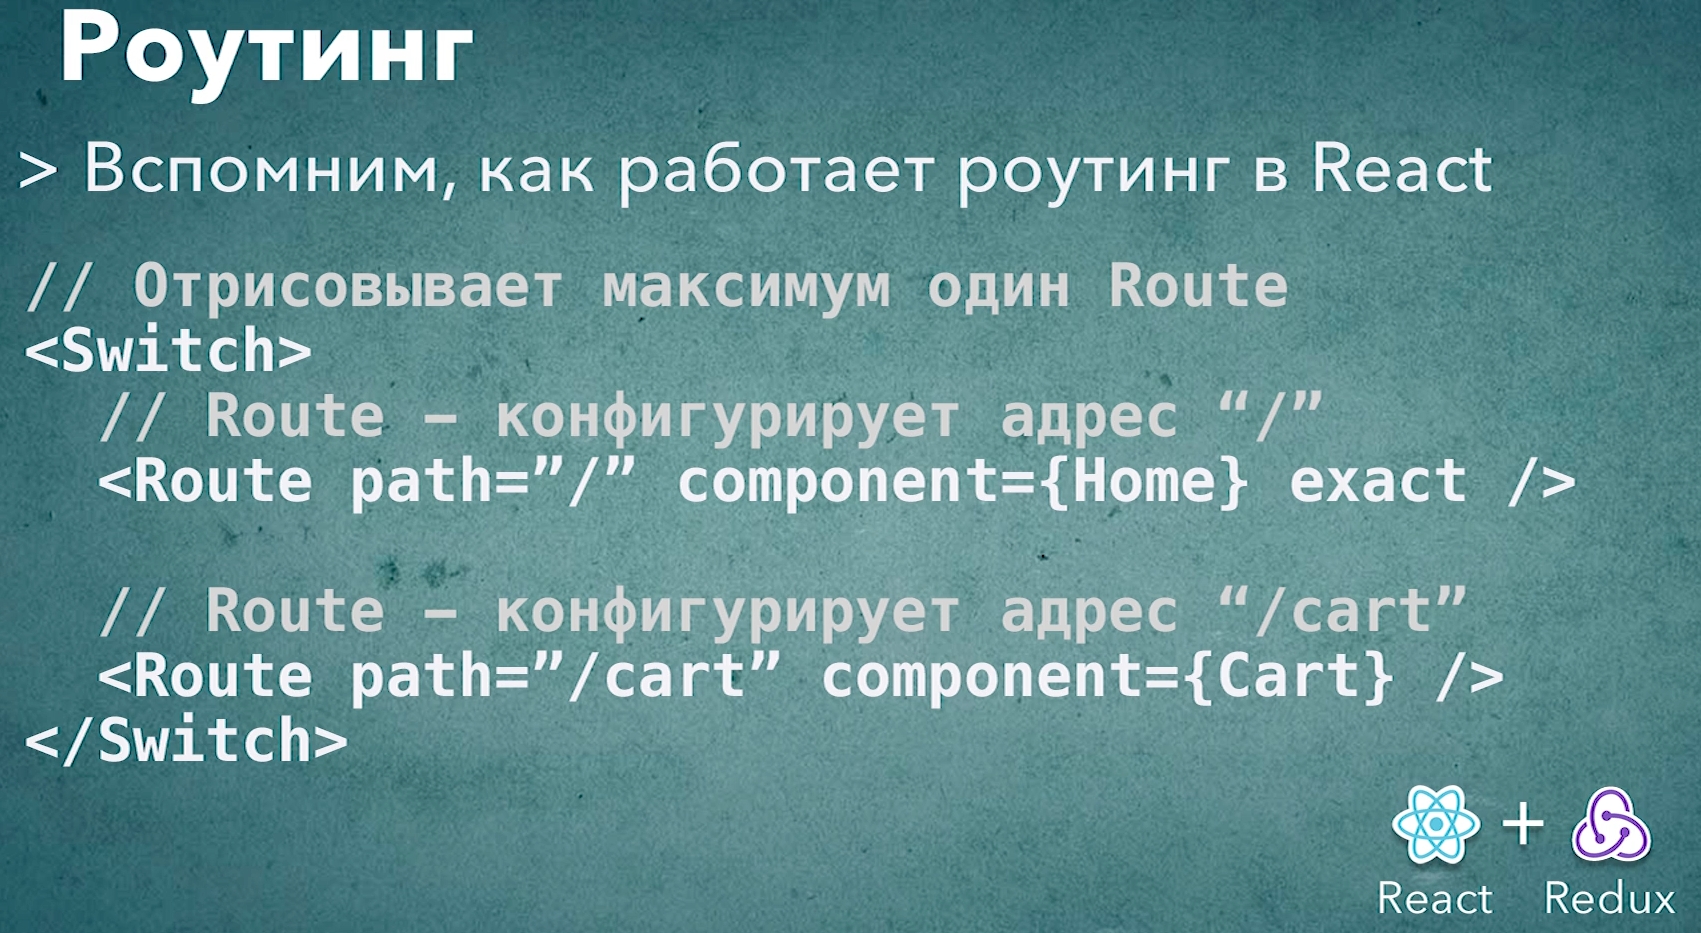 Роутинг
> Вспомним, как работает роутинг в React
// Отрисовывает максимум один Route
<Switch>
// Route – конфигурирует адрес “/”
<Route path=”/” component={Home} exact />
// Route – конфигурирует адрес “/cart”
<Route path=”/cart” component={Cart} />
</Switch>
+
React Redux